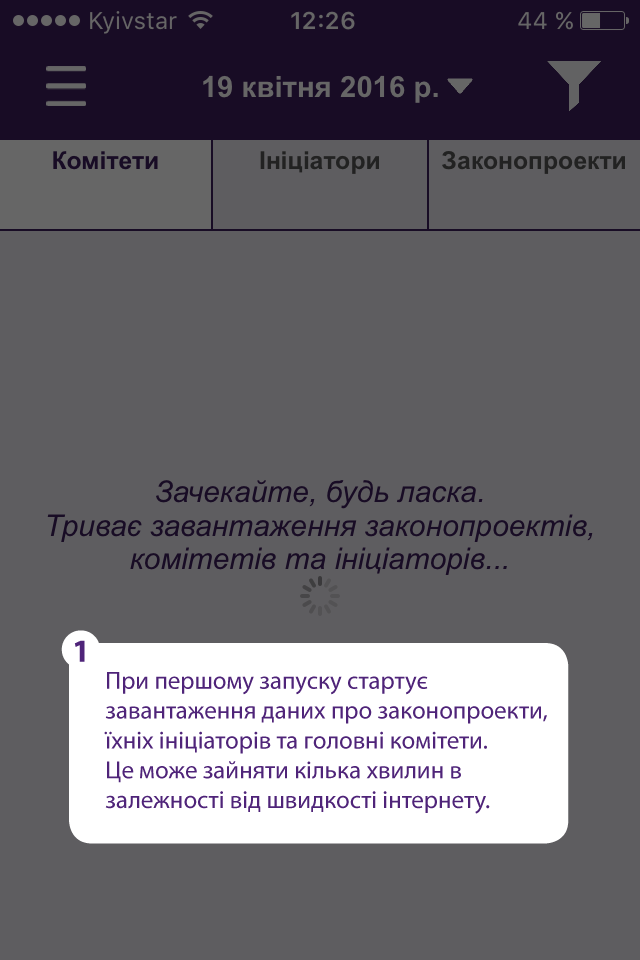 Kyivstar 12:26 44 %
19 квітня 2016 р.
Комітети Ініціатори Законопроекти
Зачекайте, будь ласка.
Триває завантаження законопроектів,
комітетів та ініціаторів...
1
При першому запуску стартує
завантаження даних про законопроекти,
їхніх ініціаторів та головні комітети.
Це може зайняти кілька хвилин в
залежності від швидкості інтернету.